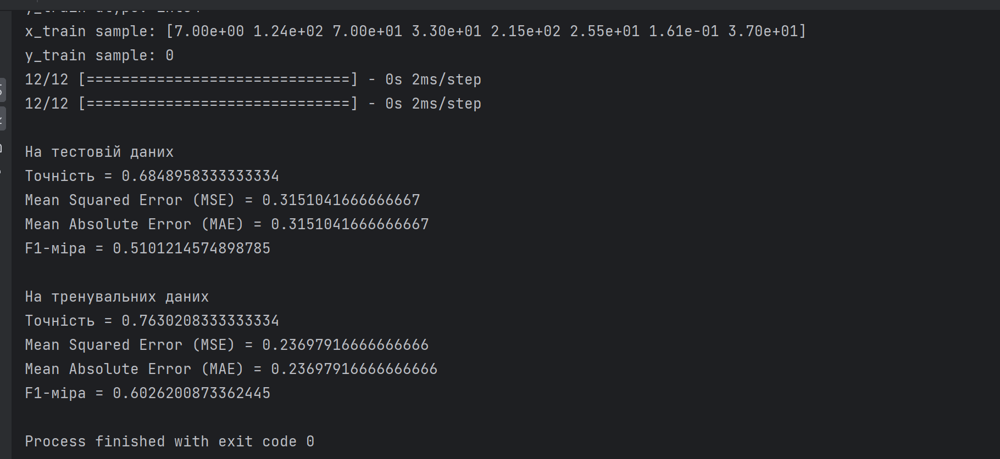 x_train sample: [7.00e+00 1.24e+02 7.00e+01 3.30e+01 2.15e+02 2.55e+01 1.61e-01 3.70e+01]
y_train sample: 0
12/12 [==============================] - 0s 2ms/step
12/12 [==============================] - 0s 2ms/step
На тестовій даних
Точність = 0.6848958333333334
Mean Squared Error (MSE) = 0.3151041666666667
Mean Absolute Error (MAE) = 0.3151041666666667
F1-міра = 0.5101214574898785
На тренувальних даних
Точність = 0.7630208333333334
Mean Squared Error (MSE) = 0.23697916666666666
Mean Absolute Error (MAE) = 0.23697916666666666
F1-міра = 0.6026200873362445
Process finished with exit code 0